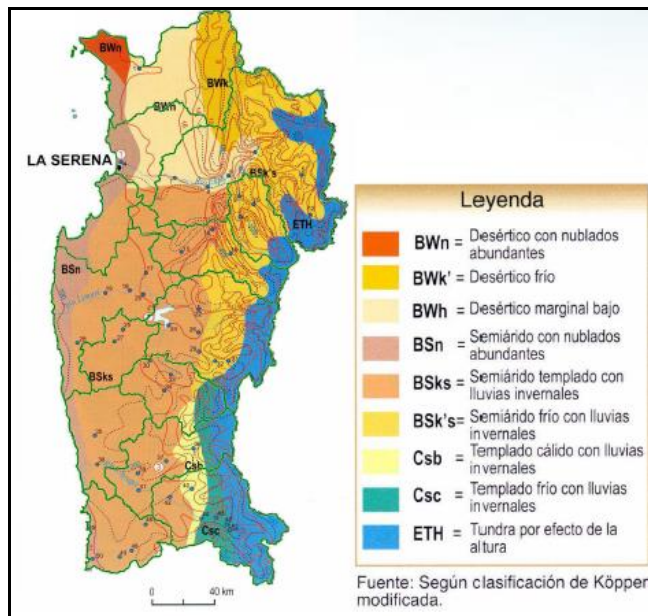 BWn
BWk
BWn
LA SERENA
BSk's
ETH
BSn
BSks
Csb
Csc
0 40 km
Leyenda
BWn = Desértico con nublados
abundantes
BWk' = Desértico frío
BWh = Desértico marginal bajo
BSn = Semiárido con nublados
abundantes
BSks = Semiárido templado con
lluvias invernales
BSk's= Semiárido frío con lluvias
invernales
Csb = Templado cálido con lluvias
invernales
Csc = Templado frío con lluvias
invernales
ETH = Tundra por efecto de la
altura
Fuente: Según clasificación de Köppen
modificada.